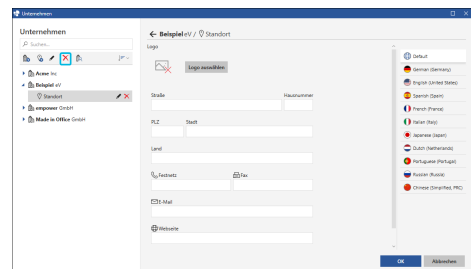 Unternehmen
Unternehmen
Suchen...
Acme Inc
Beispiel eV
Standort
empower GmbH
Made in Office GmbH
Beispiel eV / Standort
Logo
Logo auswählen
Straße
Hausnummer
PLZ
Stadt
Land
Festnetz
Fax
E-Mail
Webseite
Default
German (Germany)
English (United States)
Spanish (Spain)
French (France)
Italian (Italy)
Japanese (Japan)
Dutch (Netherlands)
Portuguese (Portugal)
Russian (Russia)
Chinese (Simplified, PRC)
OK
Abbrechen